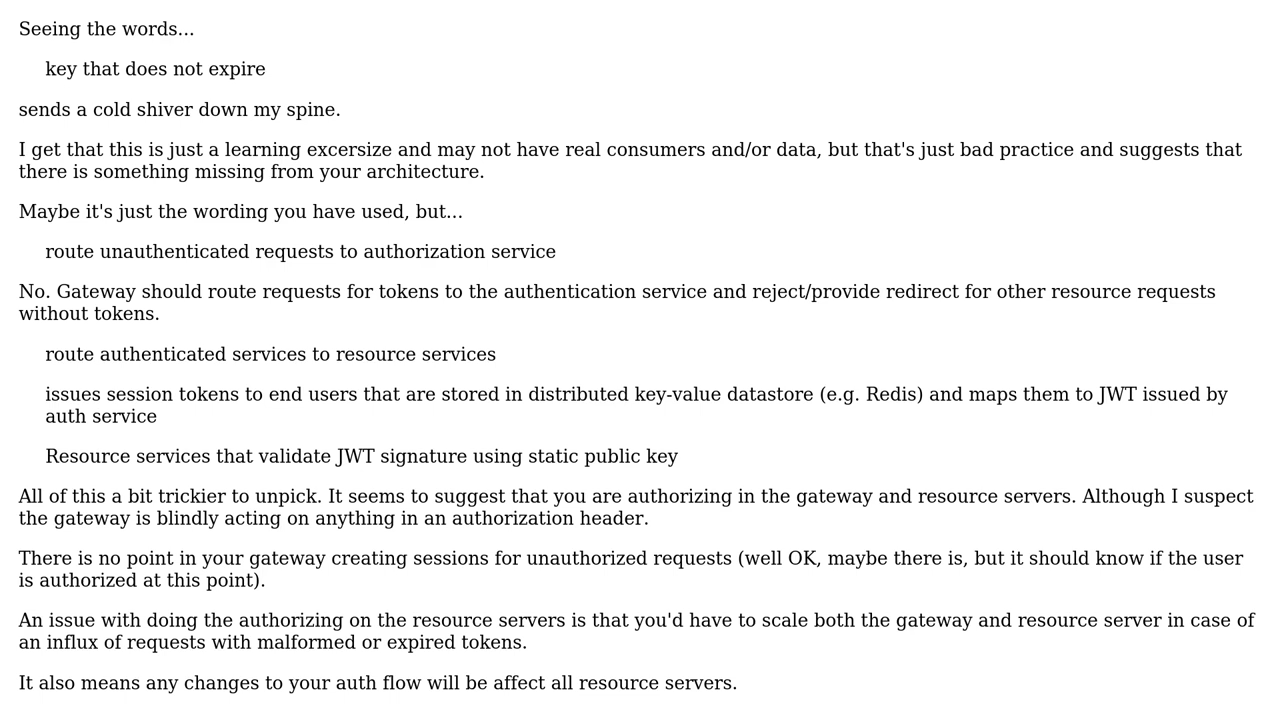 Seeing the words...
key that does not expire
sends a cold shiver down my spine.
I get that this is just a learning excersize and may not have real consumers and/or data, but that's just bad practice and suggests that
there is something missing from your architecture.
Maybe it's just the wording you have used, but...
route unauthenticated requests to authorization service
No. Gateway should route requests for tokens to the authentication service and reject/provide redirect for other resource requests
without tokens.
route authenticated services to resource services
issues session tokens to end users that are stored in distributed key-value datastore (e.g. Redis) and maps them to JWT issued by
auth service
Resource services that validate JWT signature using static public key
All of this a bit trickier to unpick. It seems to suggest that you are authorizing in the gateway and resource servers. Although I suspect
the gateway is blindly acting on anything in an authorization header.
There is no point in your gateway creating sessions for unauthorized requests (well OK, maybe there is, but it should know if the user
is authorized at this point).
An issue with doing the authorizing on the resource servers is that you'd have to scale both the gateway and resource server in case of
an influx of requests with malformed or expired tokens.
It also means any changes to your auth flow will be affect all resource servers.